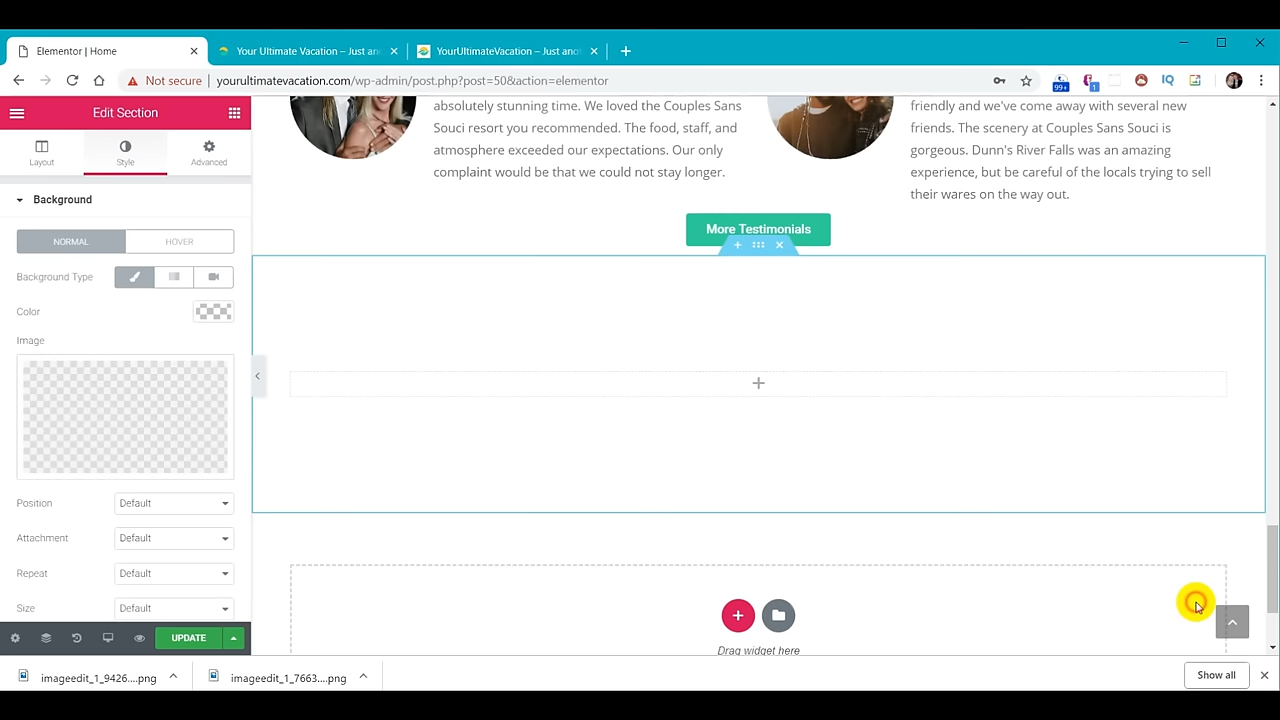 Elementor | Home
Your Ultimate Vacation – Just an
YourUltimateVacation – Just ano
Not secure
yourultimatevacation.com/wp-admin/post.php?post=50&action=elementor
99+
1
IQ
Edit Section
Layout
Style
Advanced
Background
NORMAL
HOVER
Background Type
Color
Image
Position
Default
Attachment
Default
Repeat
Default
Size
Default
UPDATE
absolutely stunning time. We loved the Couples Sans
Souci resort you recommended. The food, staff, and
atmosphere exceeded our expectations. Our only
complaint would be that we could not stay longer.
friendly and we've come away with several new
friends. The scenery at Couples Sans Souci is
gorgeous. Dunn's River Falls was an amazing
experience, but be careful of the locals trying to sell
their wares on the way out.
More Testimonials
Drag widget here
imageedit_1_9426....png
imageedit_1_7663....png
Show all